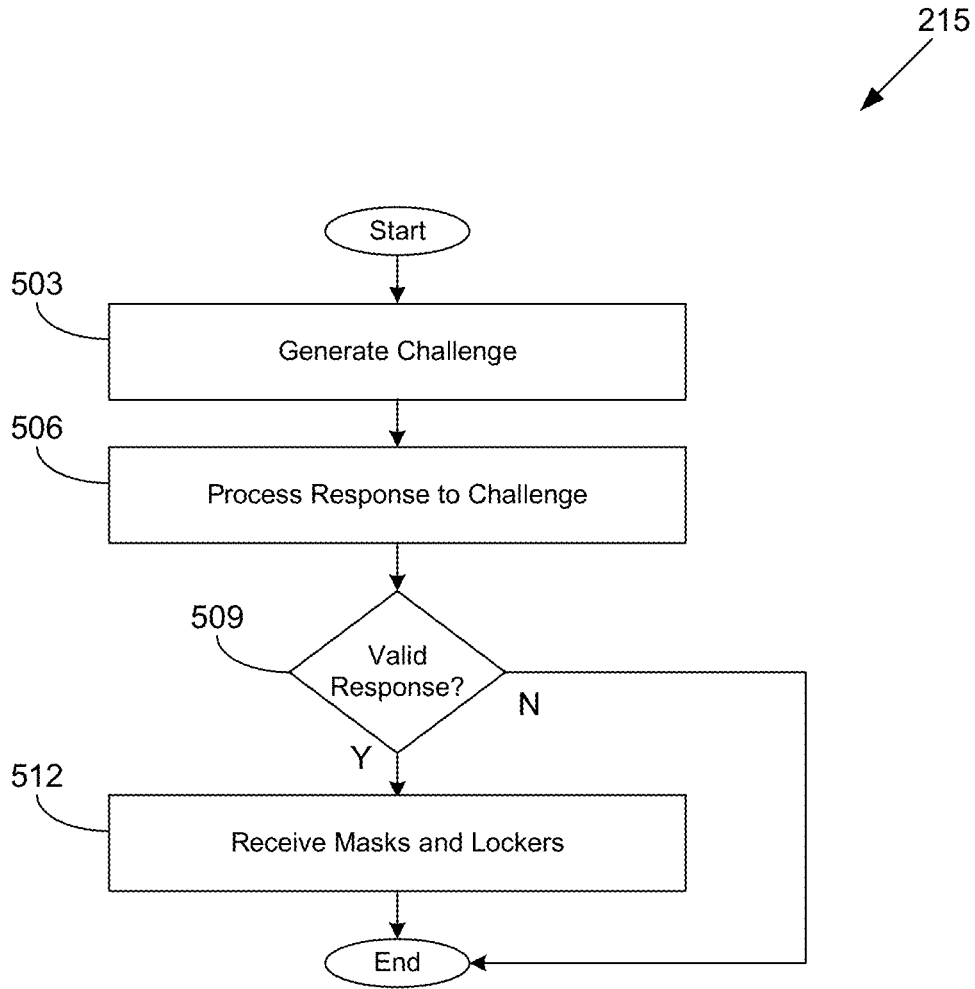 215
Start
503
Generate Challenge
506
Process Response to Challenge
509
Valid
Response?
N
Y
512
Receive Masks and Lockers
End